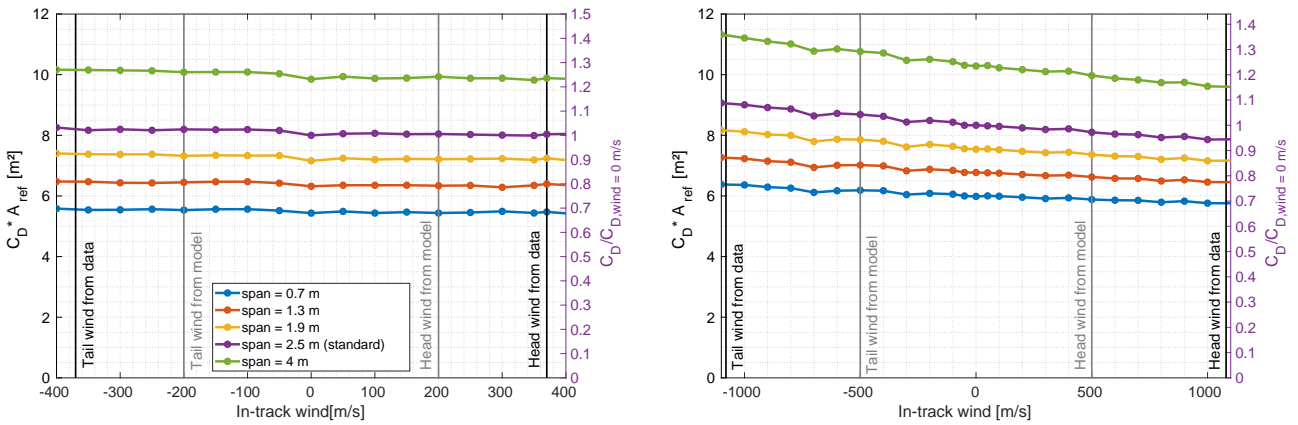 12
10
8
6
4
2
0
C_D * A_ref [m²]
-400 -300 -200 -100 0 100 200 300 400
In-track wind[m/s]
1.5
1.4
1.3
1.2
1.1
1
0.9
0.8
0.7
0.6
0.5
0.4
0.3
0.2
0.1
0
C_D/C_D,wind = 0 m/s
Tail wind from data
Tail wind from model
Head wind from model
Head wind from data
span = 0.7 m
span = 1.3 m
span = 1.9 m
span = 2.5 m (standard)
span = 4 m
12
10
8
6
4
2
0
C_D * A_ref [m²]
-1000 -500 0 500 1000
In-track wind [m/s]
1.4
1.3
1.2
1.1
1
0.9
0.8
0.7
0.6
0.5
0.4
0.3
0.2
0.1
0
C_D/C_D,wind = 0 m/s
Tail wind from data
Tail wind from model
Head wind from model
Head wind from data